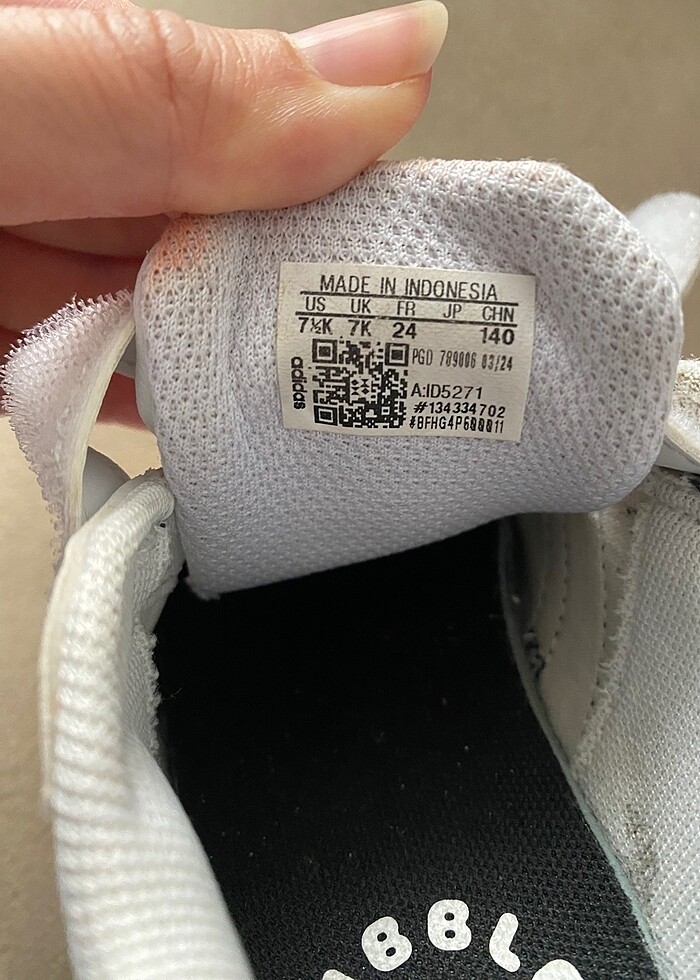 MADE IN INDONESIA
US UK FR JP CHN
7½K 7K 24 140
adidas
PGD 789006 03/24
A:ID5271
#134334702
#BFHG4P600011
BBL